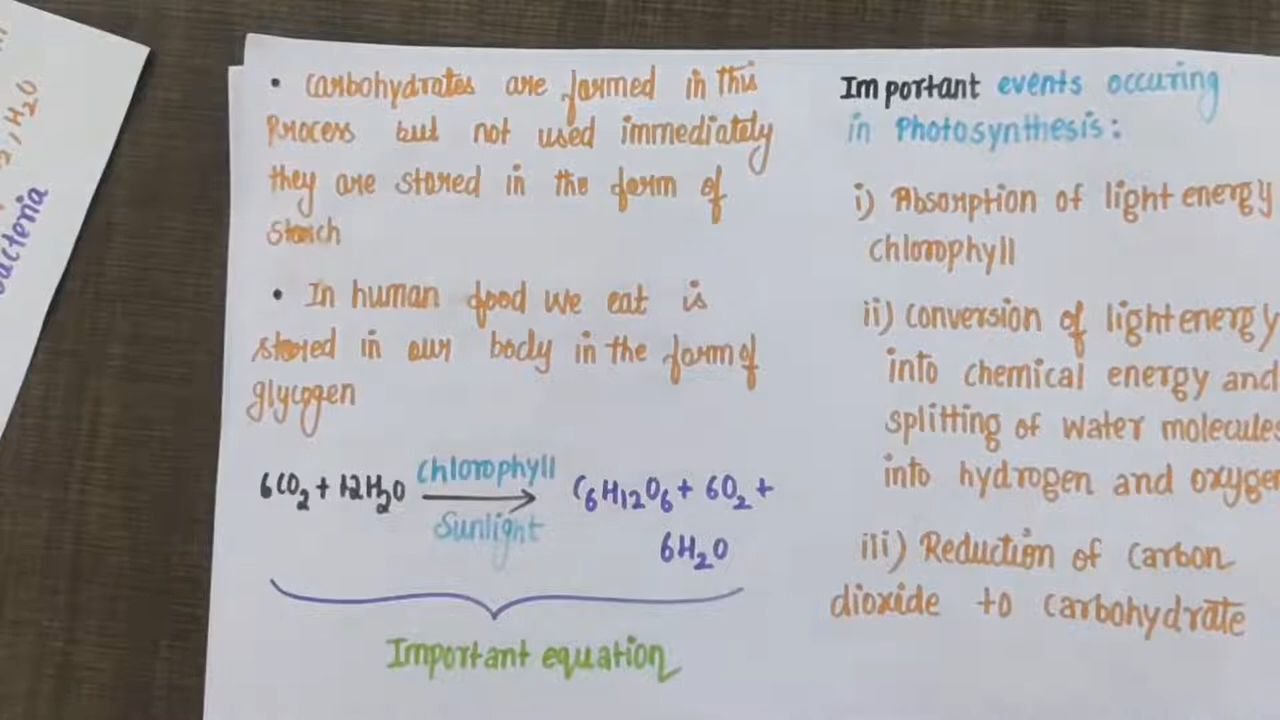 • Carbohydrates are formed in this
Process but not used immediately
they are stored in the form of
starch
• In human food we eat is
stored in our body in the form of
glycogen
6CO₂ + 12H₂O Chlorophyll Sunlight → C6H12O6 + 6O₂ +
6H₂O
Important equation
Important events occuring
in Photosynthesis:
i) Absorption of light energy
chlorophyll
ii) conversion of light energy
into chemical energy and
splitting of water molecules
into hydrogen and oxygen
iii) Reduction of carbon
dioxide to carbohydrate
H₂O
bacteria